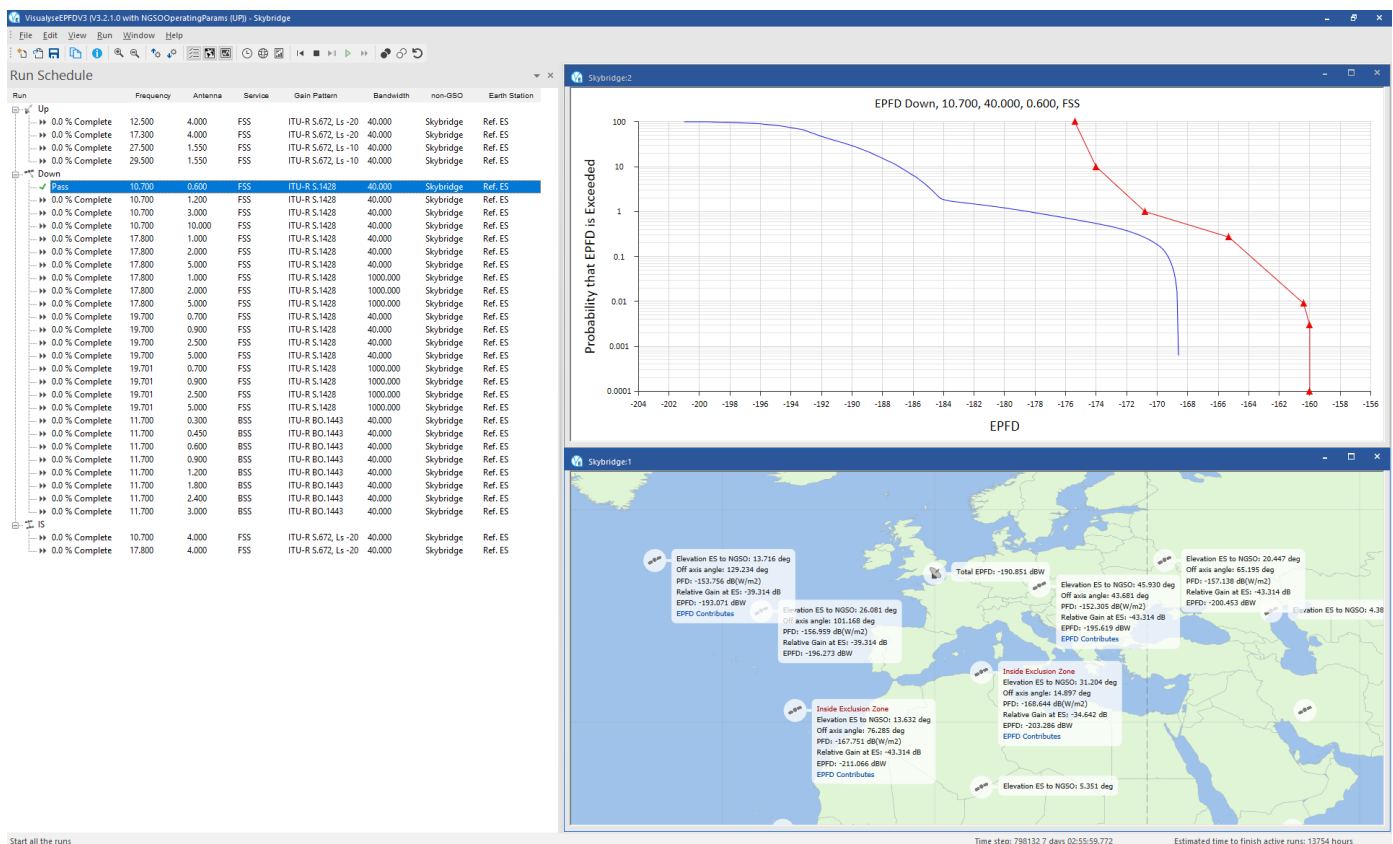 VisualyseEPFDV3 (V3.2.1.0 with NGSOOperatingParams (UP)) - Skybridge
File Edit View Run Window Help
Run Schedule
Run Frequency Antenna Service Gain Pattern Bandwidth non-GSO Earth Station
Up
0.0 % Complete 12.500 4.000 FSS ITU-R S.672, Ls -20 40.000 Skybridge Ref. ES
0.0 % Complete 17.300 4.000 FSS ITU-R S.672, Ls -20 40.000 Skybridge Ref. ES
0.0 % Complete 27.500 1.550 FSS ITU-R S.672, Ls -10 40.000 Skybridge Ref. ES
0.0 % Complete 29.500 1.550 FSS ITU-R S.672, Ls -10 40.000 Skybridge Ref. ES
Down
Pass 10.700 0.600 FSS ITU-R S.1428 40.000 Skybridge Ref. ES
0.0 % Complete 10.700 1.200 FSS ITU-R S.1428 40.000 Skybridge Ref. ES
0.0 % Complete 10.700 3.000 FSS ITU-R S.1428 40.000 Skybridge Ref. ES
0.0 % Complete 10.700 10.000 FSS ITU-R S.1428 40.000 Skybridge Ref. ES
0.0 % Complete 17.800 1.000 FSS ITU-R S.1428 40.000 Skybridge Ref. ES
0.0 % Complete 17.800 2.000 FSS ITU-R S.1428 40.000 Skybridge Ref. ES
0.0 % Complete 17.800 5.000 FSS ITU-R S.1428 40.000 Skybridge Ref. ES
0.0 % Complete 17.800 1.000 FSS ITU-R S.1428 1000.000 Skybridge Ref. ES
0.0 % Complete 17.800 2.000 FSS ITU-R S.1428 1000.000 Skybridge Ref. ES
0.0 % Complete 17.800 5.000 FSS ITU-R S.1428 1000.000 Skybridge Ref. ES
0.0 % Complete 19.700 0.700 FSS ITU-R S.1428 40.000 Skybridge Ref. ES
0.0 % Complete 19.700 0.900 FSS ITU-R S.1428 40.000 Skybridge Ref. ES
0.0 % Complete 19.700 2.500 FSS ITU-R S.1428 40.000 Skybridge Ref. ES
0.0 % Complete 19.700 5.000 FSS ITU-R S.1428 40.000 Skybridge Ref. ES
0.0 % Complete 19.701 0.700 FSS ITU-R S.1428 1000.000 Skybridge Ref. ES
0.0 % Complete 19.701 0.900 FSS ITU-R S.1428 1000.000 Skybridge Ref. ES
0.0 % Complete 19.701 2.500 FSS ITU-R S.1428 1000.000 Skybridge Ref. ES
0.0 % Complete 19.701 5.000 FSS ITU-R S.1428 1000.000 Skybridge Ref. ES
0.0 % Complete 11.700 0.300 BSS ITU-R BO.1443 40.000 Skybridge Ref. ES
0.0 % Complete 11.700 0.450 BSS ITU-R BO.1443 40.000 Skybridge Ref. ES
0.0 % Complete 11.700 0.600 BSS ITU-R BO.1443 40.000 Skybridge Ref. ES
0.0 % Complete 11.700 0.900 BSS ITU-R BO.1443 40.000 Skybridge Ref. ES
0.0 % Complete 11.700 1.200 BSS ITU-R BO.1443 40.000 Skybridge Ref. ES
0.0 % Complete 11.700 1.800 BSS ITU-R BO.1443 40.000 Skybridge Ref. ES
0.0 % Complete 11.700 2.400 BSS ITU-R BO.1443 40.000 Skybridge Ref. ES
0.0 % Complete 11.700 3.000 BSS ITU-R BO.1443 40.000 Skybridge Ref. ES
IS
0.0 % Complete 10.700 4.000 FSS ITU-R S.672, Ls -20 40.000 Skybridge Ref. ES
0.0 % Complete 17.800 4.000 FSS ITU-R S.672, Ls -20 40.000 Skybridge Ref. ES
Skybridge:2
EPFD Down, 10.700, 40.000, 0.600, FSS
Probability that EPFD is Exceeded
100
10
1
0.1
0.01
0.001
0.0001
-204 -202 -200 -198 -196 -194 -192 -190 -188 -186 -184 -182 -180 -178 -176 -174 -172 -170 -168 -166 -164 -162 -160 -158 -156
EPFD
Skybridge:1
Elevation ES to NGSO: 13.716 deg
Off axis angle: 129.234 deg
PFD: -153.756 dB(W/m2)
Relative Gain at ES: -39.314 dB
EPFD: -193.071 dBW
EPFD Contributes
Elevation ES to NGSO: 26.081 deg
Off axis angle: 101.168 deg
PFD: -156.959 dB(W/m2)
Relative Gain at ES: -39.314 dB
EPFD: -196.273 dBW
Total EPFD: -190.851 dBW
Elevation ES to NGSO: 45.930 deg
Off axis angle: 43.681 deg
PFD: -152.305 dB(W/m2)
Relative Gain at ES: -43.314 dB
EPFD: -195.619 dBW
EPFD Contributes
Elevation ES to NGSO: 20.447 deg
Off axis angle: 65.195 deg
PFD: -157.138 dB(W/m2)
Relative Gain at ES: -43.314 dB
EPFD: -200.453 dBW
Elevation ES to NGSO: 4.38
Inside Exclusion Zone
Elevation ES to NGSO: 31.204 deg
Off axis angle: 14.897 deg
PFD: -168.644 dB(W/m2)
Relative Gain at ES: -34.642 dB
EPFD: -203.286 dBW
EPFD Contributes
Inside Exclusion Zone
Elevation ES to NGSO: 13.632 deg
Off axis angle: 76.285 deg
PFD: -167.751 dB(W/m2)
Relative Gain at ES: -43.314 dB
EPFD: -211.066 dBW
EPFD Contributes
Elevation ES to NGSO: 5.351 deg
Start all the runs
Time step: 798132 7 days 02:55:59.772
Estimated time to finish active runs: 13754 hours